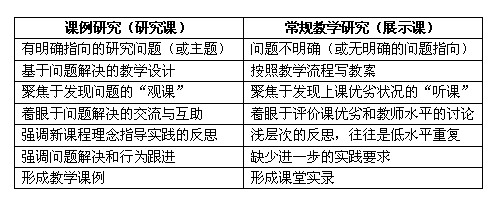 课例研究（研究课） 常规教学研究（展示课）
有明确指向的研究问题（或主题） 问题不明确（或无明确的问题指向）
基于问题解决的教学设计 按照教学流程写教案
聚焦于发现问题的“观课” 聚焦于发现上课优劣状况的“听课”
着眼于问题解决的交流与互助 着眼于评价课优劣和教师水平的讨论
强调新课程理念指导实践的反思 浅层次的反思，往往是低水平重复
强调问题解决和行为跟进 缺少进一步的实践要求
形成教学课例 形成课堂实录